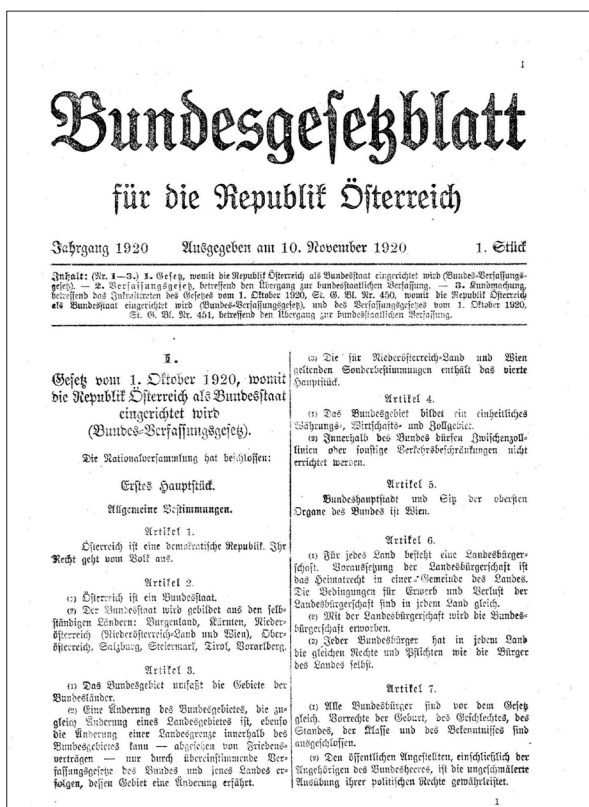 1
Bundesgesetzblatt
für die Republik Österreich
Jahrgang 1920 Ausgegeben am 10. November 1920 1. Stück
Inhalt: (Nr. 1—3.) 1. Gesetz, womit die Republik Österreich als Bundesstaat eingerichtet wird (Bundes-Verfassungs-
gesetz). — 2. Verfassungsgesetz, betreffend den Übergang zur bundesstaatlichen Verfassung. — 3. Kundmachung,
betreffend das Inkrafttreten des Gesetzes vom 1. Oktober 1920, St. G. Bl. Nr. 450, womit die Republik Österreich
als Bundesstaat eingerichtet wird (Bundes-Verfassungsgesetz), und des Verfassungsgesetzes vom 1. Oktober 1920,
St. G. Bl. Nr. 451, betreffend den Übergang zur bundesstaatlichen Verfassung.
1.
Gesetz vom 1. Oktober 1920, womit
die Republik Österreich als Bundesstaat
eingerichtet wird
(Bundes-Verfassungsgesetz).
Die Nationalversammlung hat beschlossen:
Erstes Hauptstück.
Allgemeine Bestimmungen.
Artikel 1.
Österreich ist eine demokratische Republik. Ihr
Recht geht vom Volk aus.
Artikel 2.
(1) Österreich ist ein Bundesstaat.
(2) Der Bundesstaat wird gebildet aus den selb-
ständigen Ländern: Burgenland, Kärnten, Nieder-
österreich (Niederösterreich-Land und Wien), Ober-
österreich, Salzburg, Steiermark, Tirol, Vorarlberg.
Artikel 3.
(1) Das Bundesgebiet umfaßt die Gebiete der
Bundesländer.
(2) Eine Änderung des Bundesgebietes, die zu-
gleich Änderung eines Landesgebietes ist, ebenso
die Änderung einer Landesgrenze innerhalb des
Bundesgebietes kann — abgesehen von Friedens-
verträgen — nur durch übereinstimmende Ver-
fassungsgesetze des Bundes und jenes Landes er-
folgen, dessen Gebiet eine Änderung erfährt.
(3) Die für Niederösterreich-Land und Wien
geltenden Sonderbestimmungen enthält das vierte
Hauptstück.
Artikel 4.
(1) Das Bundesgebiet bildet ein einheitliches
Währungs-, Wirtschafts- und Zollgebiet.
(2) Innerhalb des Bundes dürfen Zwischenzoll-
linien oder sonstige Verkehrsbeschränkungen nicht
errichtet werden.
Artikel 5.
Bundeshauptstadt und Sitz der obersten
Organe des Bundes ist Wien.
Artikel 6.
(1) Für jedes Land besteht eine Landesbürger-
schaft. Voraussetzung der Landesbürgerschaft ist
das Heimatrecht in einer Gemeinde des Landes.
Die Bedingungen für Erwerb und Verlust der
Landesbürgerschaft sind in jedem Land gleich.
(2) Mit der Landesbürgerschaft wird die Bundes-
bürgerschaft erworben.
(3) Jeder Bundesbürger hat in jedem Land
die gleichen Rechte und Pflichten wie die Bürger
des Landes selbst.
Artikel 7.
(1) Alle Bundesbürger sind vor dem Gesetz
gleich. Vorrechte der Geburt, des Geschlechtes, des
Standes, der Klasse und des Bekenntnisses sind
ausgeschlossen.
(2) Den öffentlichen Angestellten, einschließlich der
Angehörigen des Bundesheeres, ist die ungeschmälerte
Ausübung ihrer politischen Rechte gewährleistet.
1